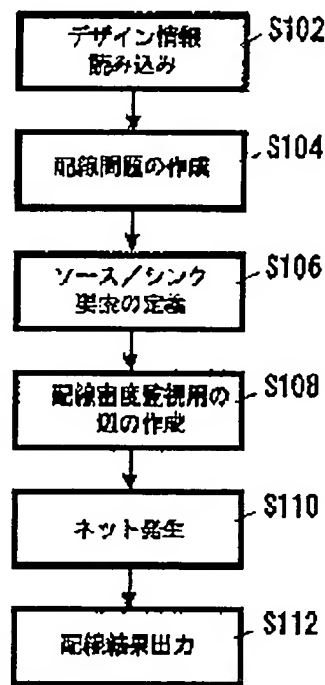 デザイン情報
読み込み
S102
配線問題の作成
S104
ソース/シンク
要求の定義
S106
配線密度監視用の
辺の作成
S108
ネット発生
S110
配線結果出力
S112